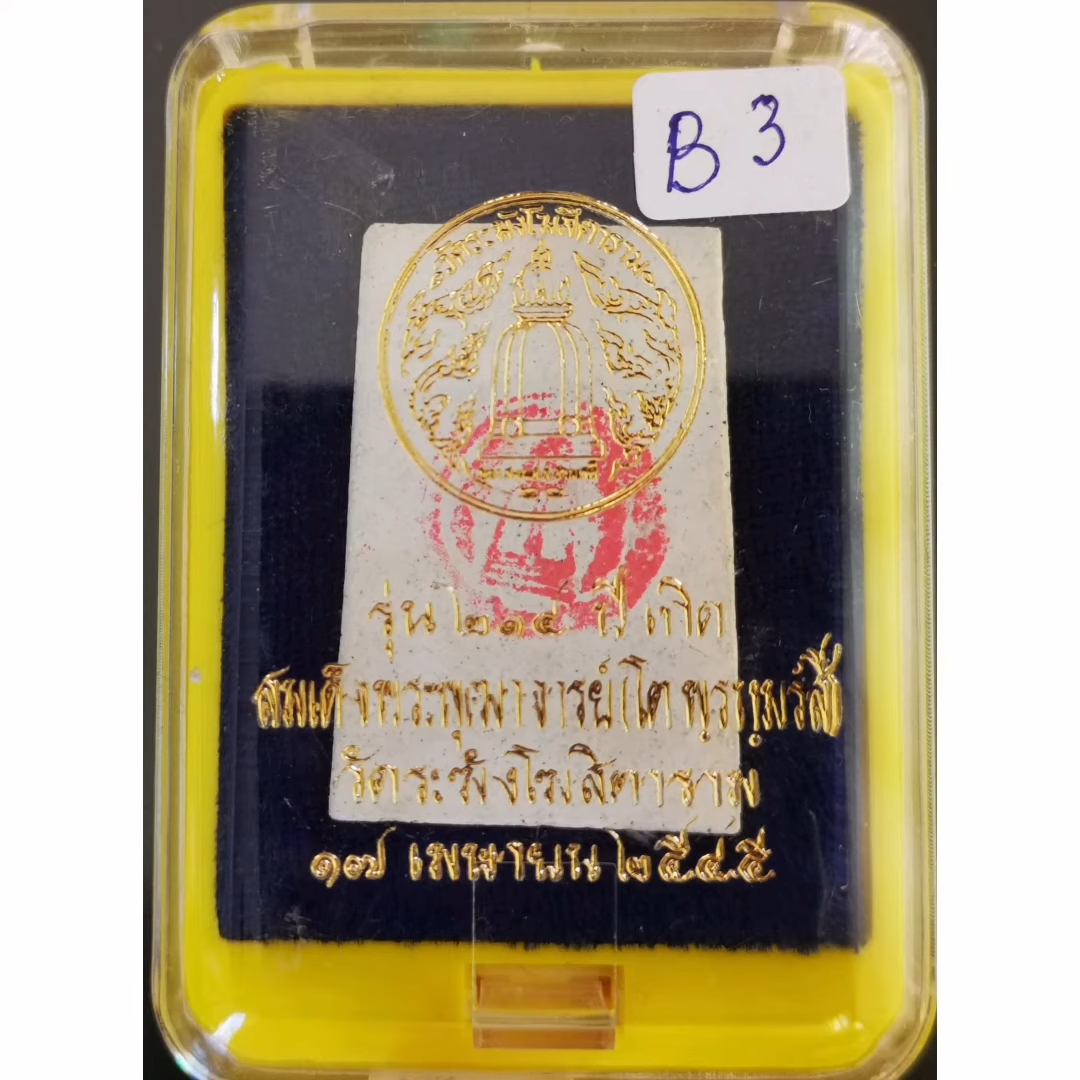 B 3
วัดระฆังโฆสิตาราม
รุ่น ๒๑๔ ปี เกิด
สมเด็จพระพุฒาจารย์(โต พฺรหฺมรํสี)
วัดระฆังโฆสิตาราม
๑๗ เมษายน ๒๕๔๕